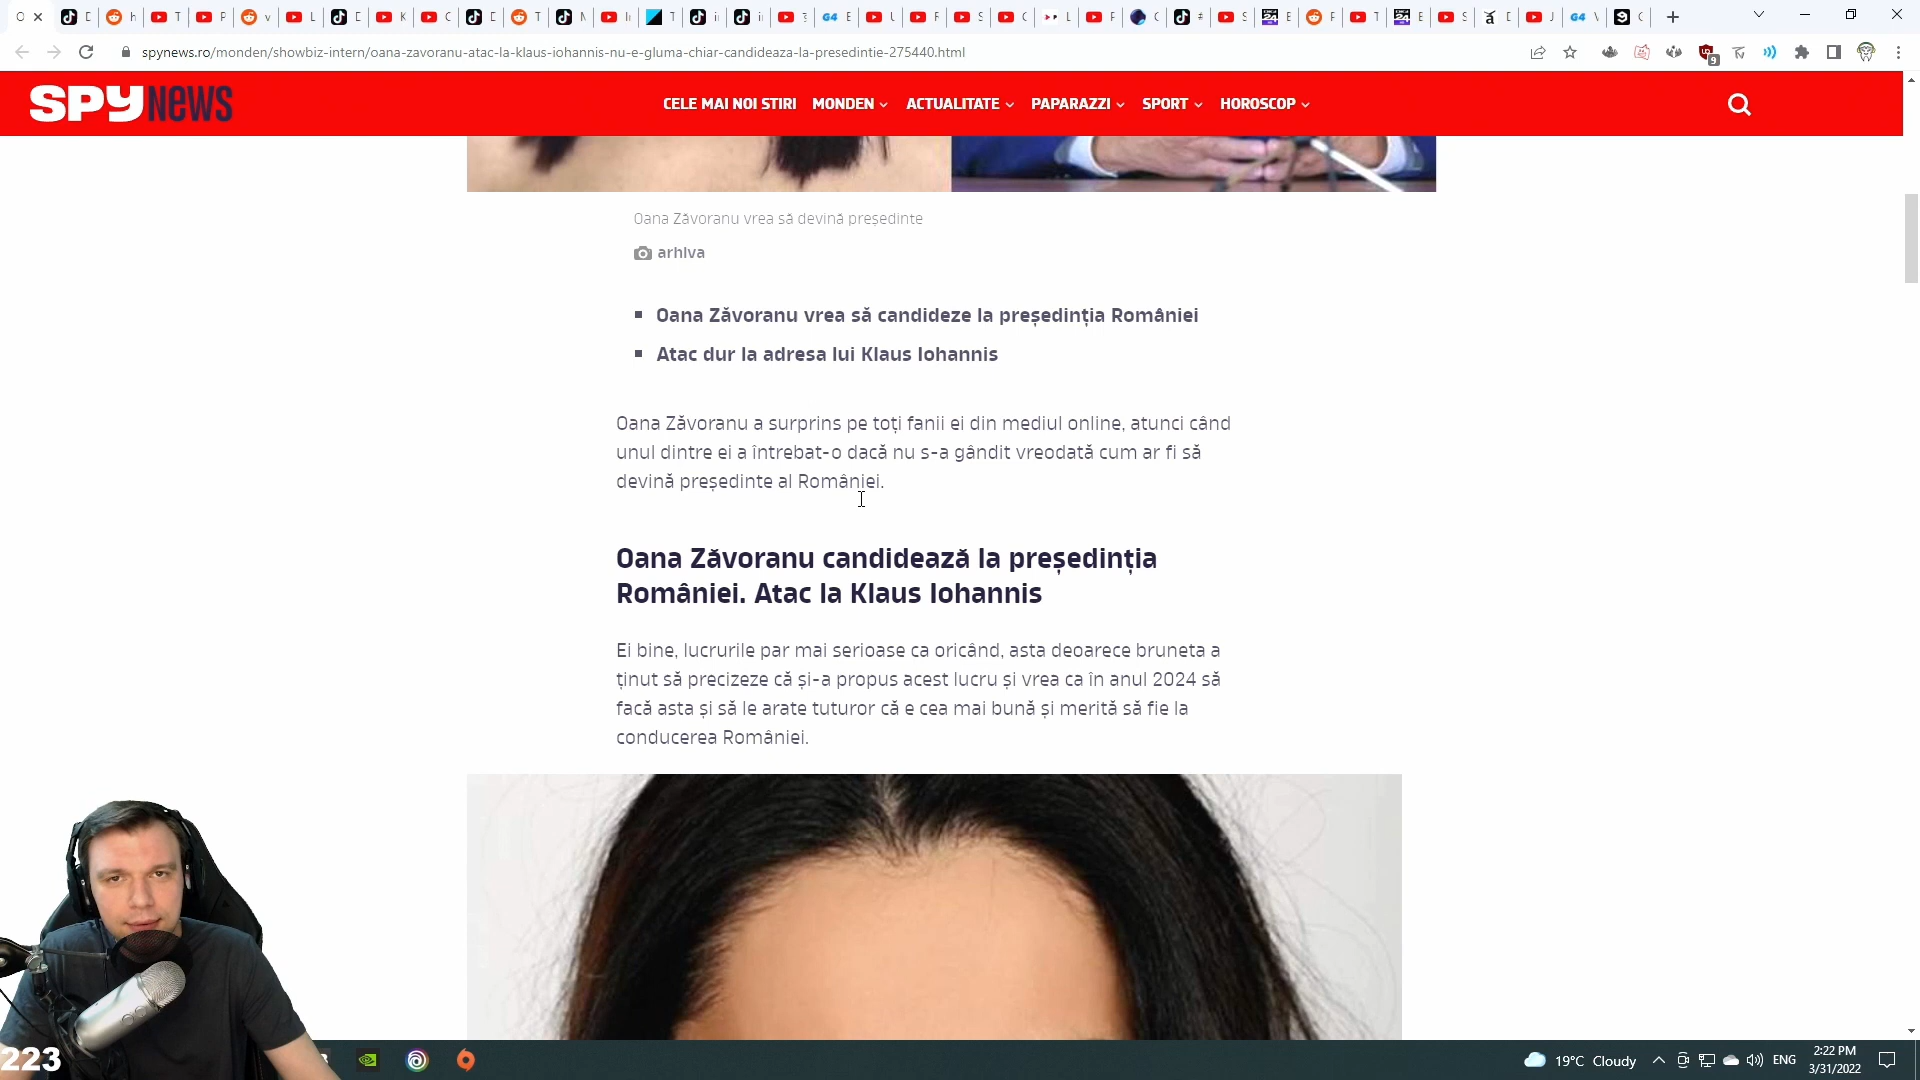 spynews.ro/monden/showbiz-intern/oana-zavoranu-atac-la-klaus-iohannis-nu-e-gluma-chiar-candideaza-la-presedintie-275440.html
9
SPY News
CELE MAI NOI STIRI MONDEN ACTUALITATE PAPARAZZI SPORT HOROSCOP
Oana Zăvoranu vrea să devină președinte
arhiva
Oana Zăvoranu vrea să candideze la președinția României
Atac dur la adresa lui Klaus Iohannis
Oana Zăvoranu a surprins pe toți fanii ei din mediul online, atunci când
unul dintre ei a întrebat-o dacă nu s-a gândit vreodată cum ar fi să
devină președinte al României.
Oana Zăvoranu candidează la președinția
României. Atac la Klaus Iohannis
Ei bine, lucrurile par mai serioase ca oricând, asta deoarece bruneta a
ținut să precizeze că și-a propus acest lucru și vrea ca în anul 2024 să
facă asta și să le arate tuturor că e cea mai bună și merită să fie la
conducerea României.
223
19°C Cloudy
ENG
2:22 PM
3/31/2022